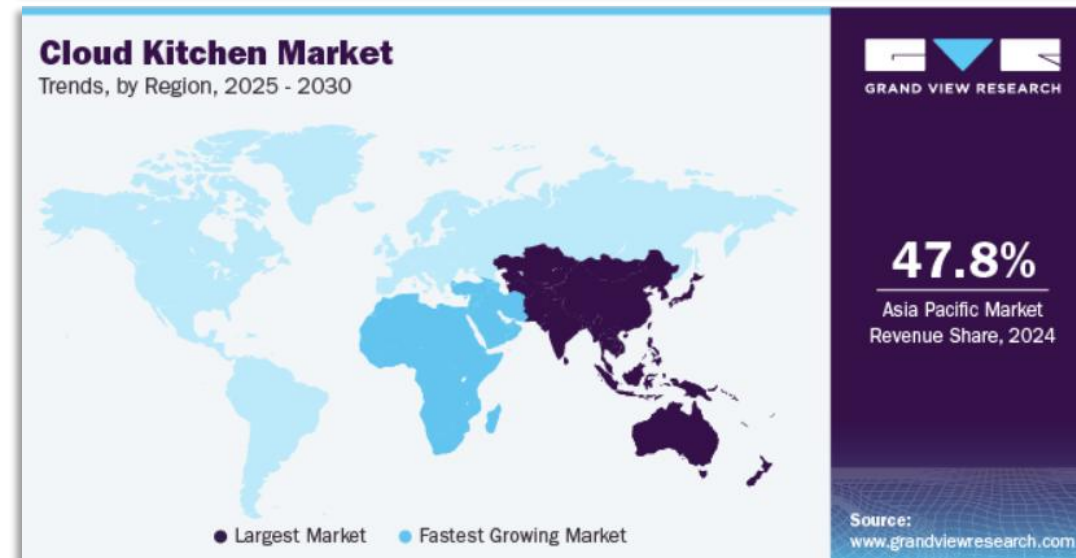 Cloud Kitchen Market
Trends, by Region, 2025 - 2030
GRAND VIEW RESEARCH
47.8%
Asia Pacific Market
Revenue Share, 2024
Largest Market
Fastest Growing Market
Source:
www.grandviewresearch.com